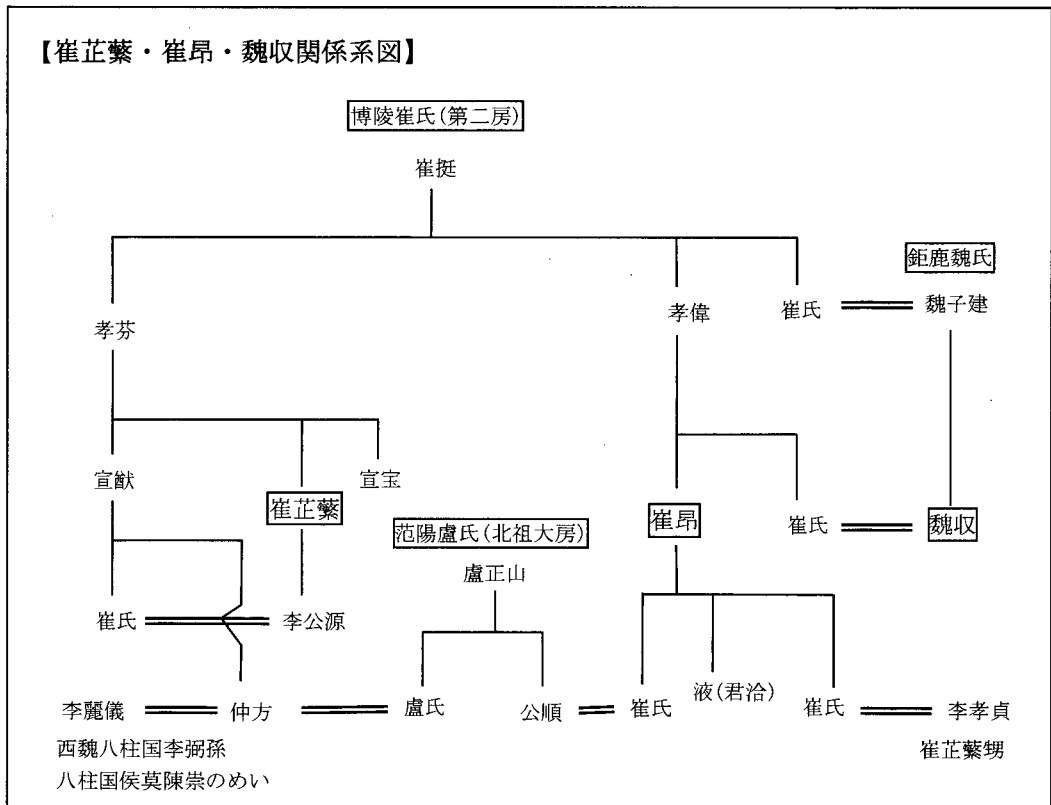 【崔芷蘩・崔昂・魏収関係系図】
博陵崔氏(第二房)
崔挺
鉅鹿魏氏
孝芬
孝偉
崔氏
魏子建
宣猷
崔芷蘩
宣宝
范陽盧氏(北祖大房)
崔昂
崔氏
魏収
盧正山
崔氏
李公源
李麗儀
仲方
盧氏
公順
崔氏
液(君洽)
崔氏
李孝貞
西魏八柱国李弼孫
崔芷蘩甥
八柱国侯莫陳崇のめい